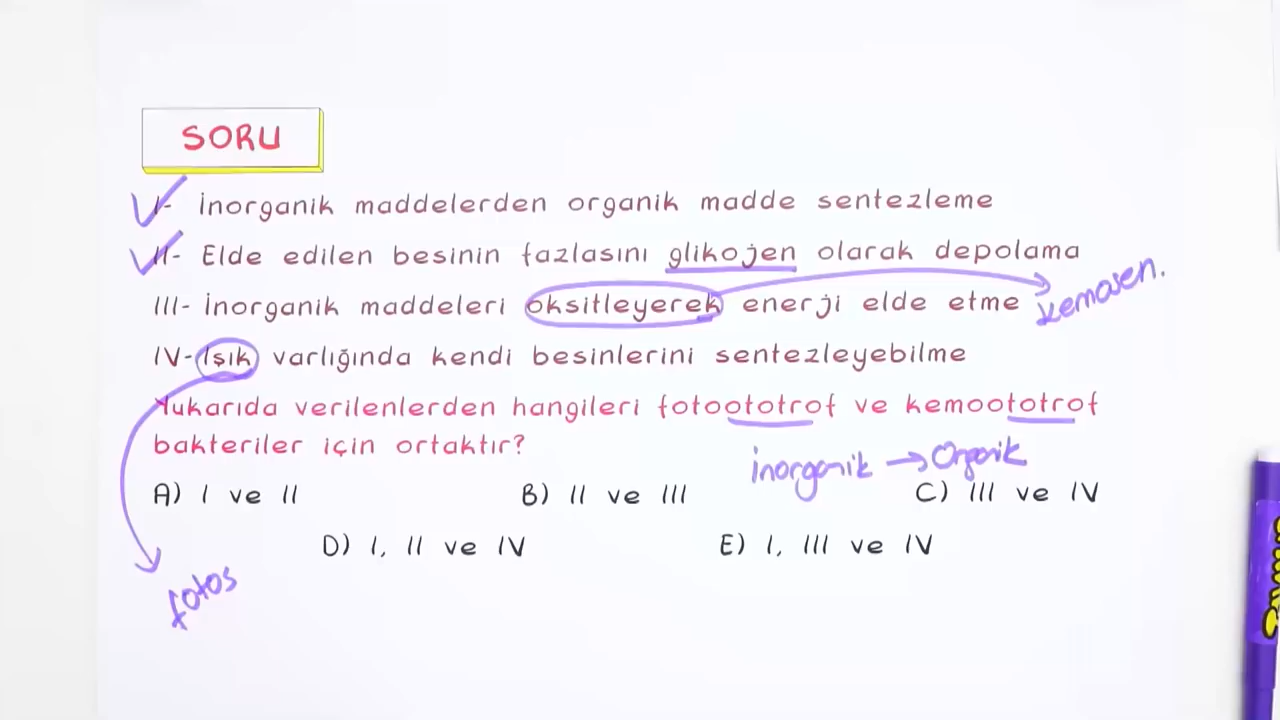 SORU
I- İnorganik maddelerden organik madde sentezleme
II- Elde edilen besinin fazlasını glikojen olarak depolama
III- İnorganik maddeleri oksitleyerek enerji elde etme
kemosen.
IV- Işık varlığında kendi besinlerini sentezleyebilme
Yukarıda verilenlerden hangileri fotoototrof ve kemoototrof
bakteriler için ortaktır?
İnorganik → Organik
A) I ve II B) II ve III C) III ve IV
D) I, II ve IV E) I, III ve IV
fotos